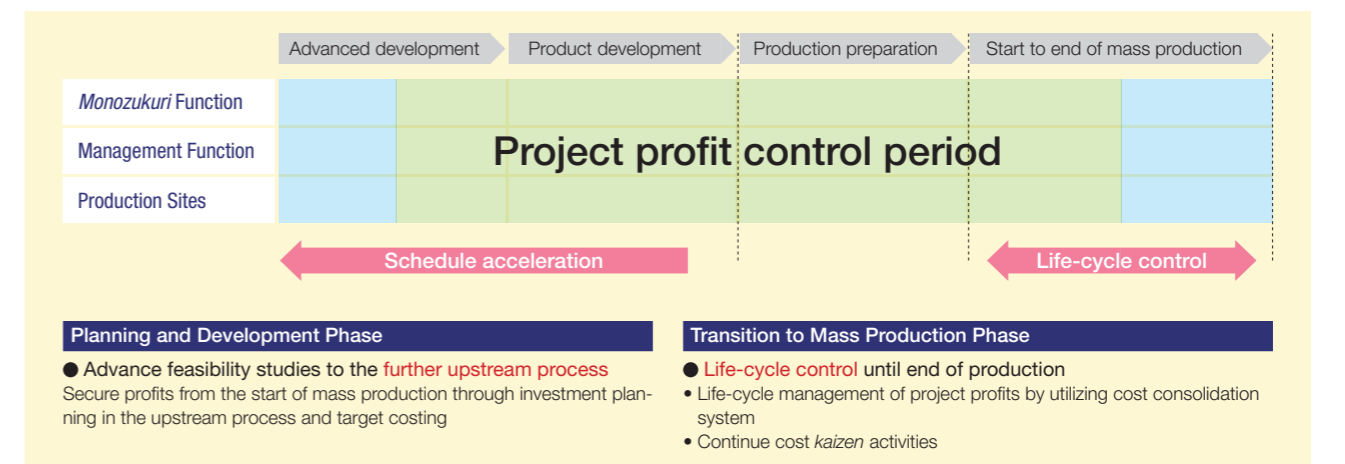 Advanced development
Product development
Production preparation
Start to end of mass production
Monozukuri Function
Management Function
Production Sites
Project profit control period
Schedule acceleration
Life-cycle control
Planning and Development Phase
● Advance feasibility studies to the further upstream process
Secure profits from the start of mass production through investment plan-
ning in the upstream process and target costing
Transition to Mass Production Phase
● Life-cycle control until end of production
• Life-cycle management of project profits by utilizing cost consolidation
system
• Continue cost kaizen activities